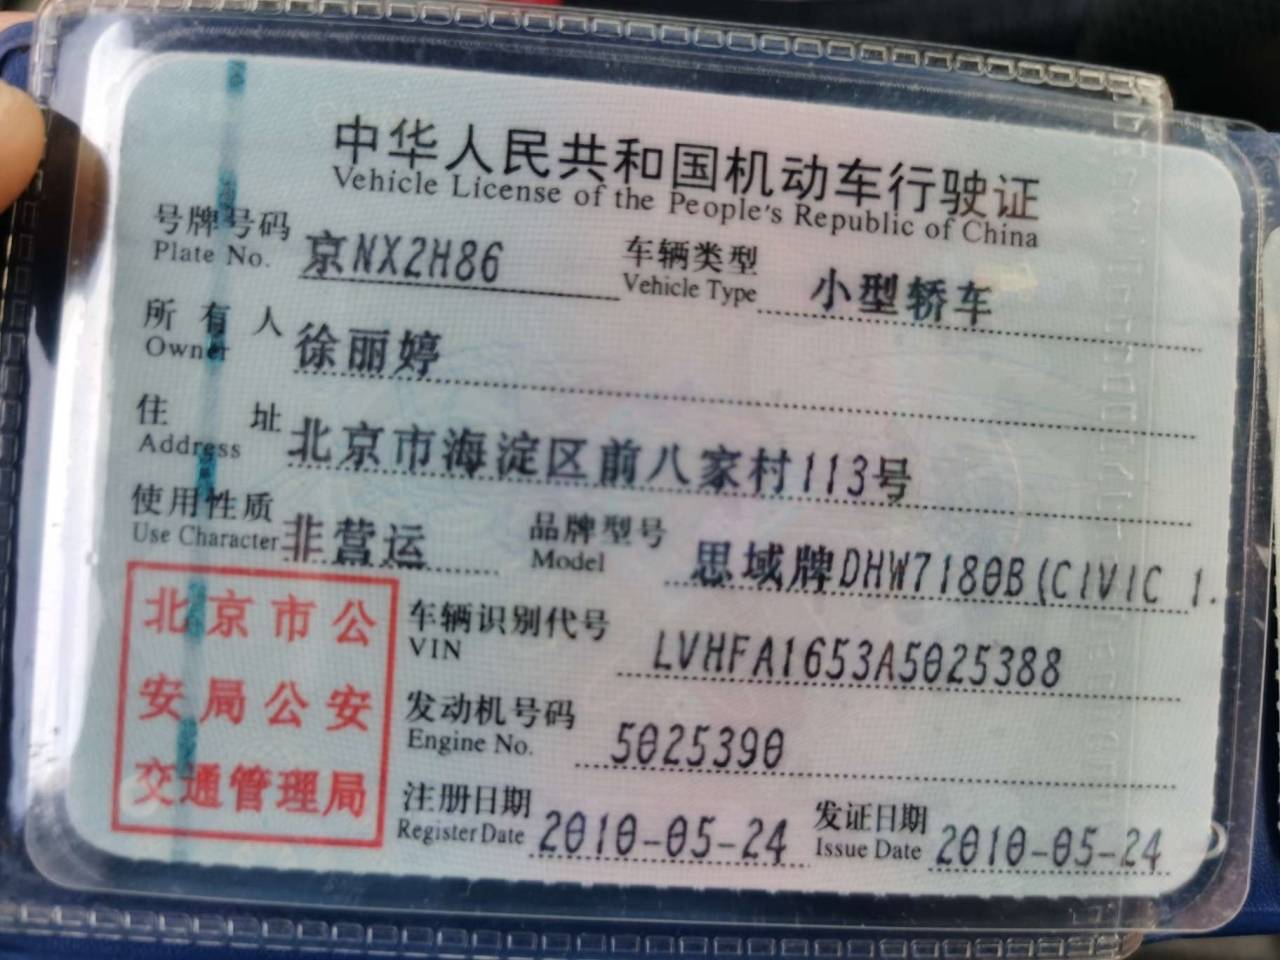 中华人民共和国机动车行驶证
Vehicle License of the People's Republic of China
号牌号码 京NX2H86 车辆类型 小型轿车
Plate No. Vehicle Type
所有人 徐丽婷
Owner
住址 北京市海淀区前八家村113号
Address
使用性质 非营运 品牌型号 思域牌DHW7180B(CIVIC 1.
Use Character Model
车辆识别代号 LVHFA1653A5025388
VIN
发动机号码 5025390
Engine No.
注册日期 2010-05-24 发证日期 2010-05-24
Register Date Issue Date
北京市公
安局公安
交通管理局